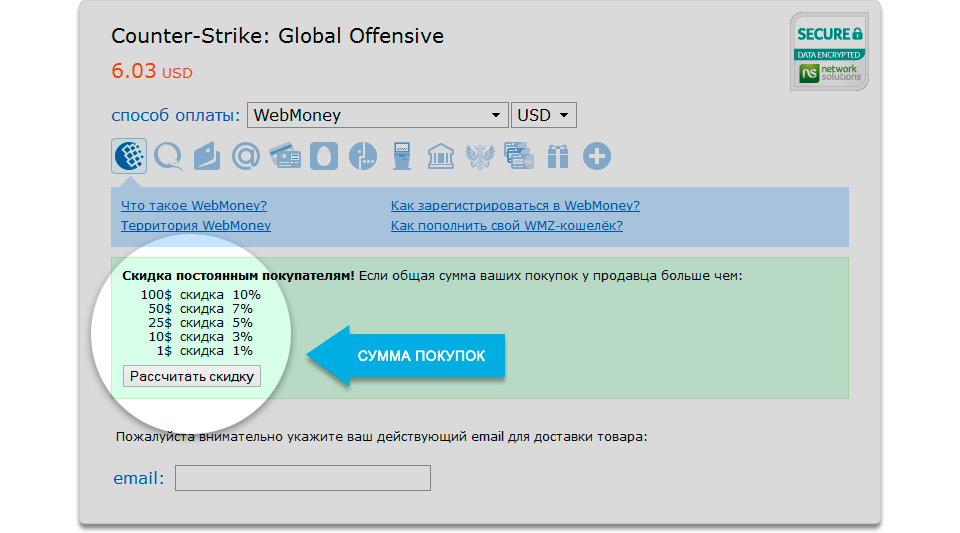 Counter-Strike: Global Offensive
6.03 USD
SECURE
DATA ENCRYPTED
ns network solutions
способ оплаты: WebMoney USD
Что такое WebMoney? Как зарегистрироваться в WebMoney?
Территория WebMoney Как пополнить свой WMZ-кошелёк?
Скидка постоянным покупателям! Если общая сумма ваших покупок у продавца больше чем:
100$ скидка 10%
50$ скидка 7%
25$ скидка 5%
10$ скидка 3%
1$ скидка 1%
СУММА ПОКУПОК
Рассчитать скидку
Пожалуйста внимательно укажите ваш действующий email для доставки товара:
email: